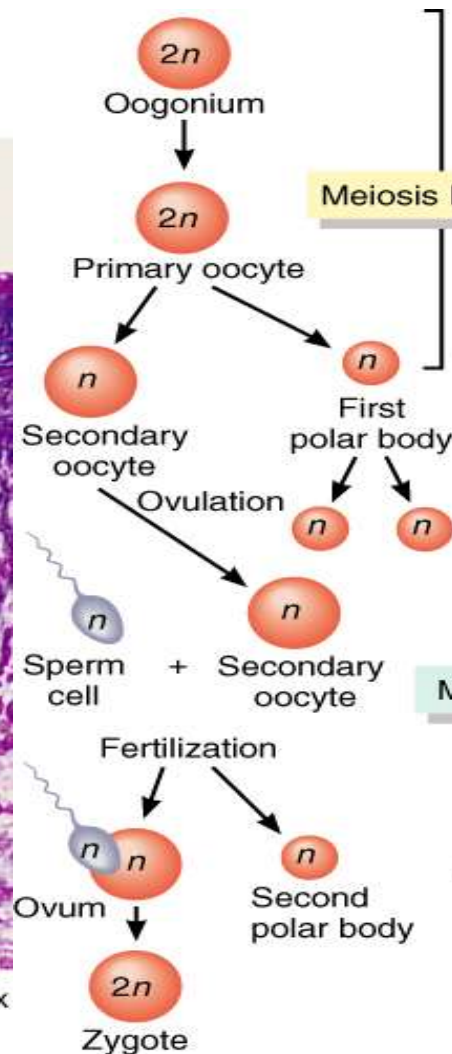 2n
Oogonium
2n
Meiosis I
Primary oocyte
n
n
Secondary
oocyte
First
polar body
Ovulation
n
n
n
n
Sperm
cell
+
Secondary
oocyte
M
Fertilization
n
n
n
Ovum
Second
polar body
2n
x
Zygote